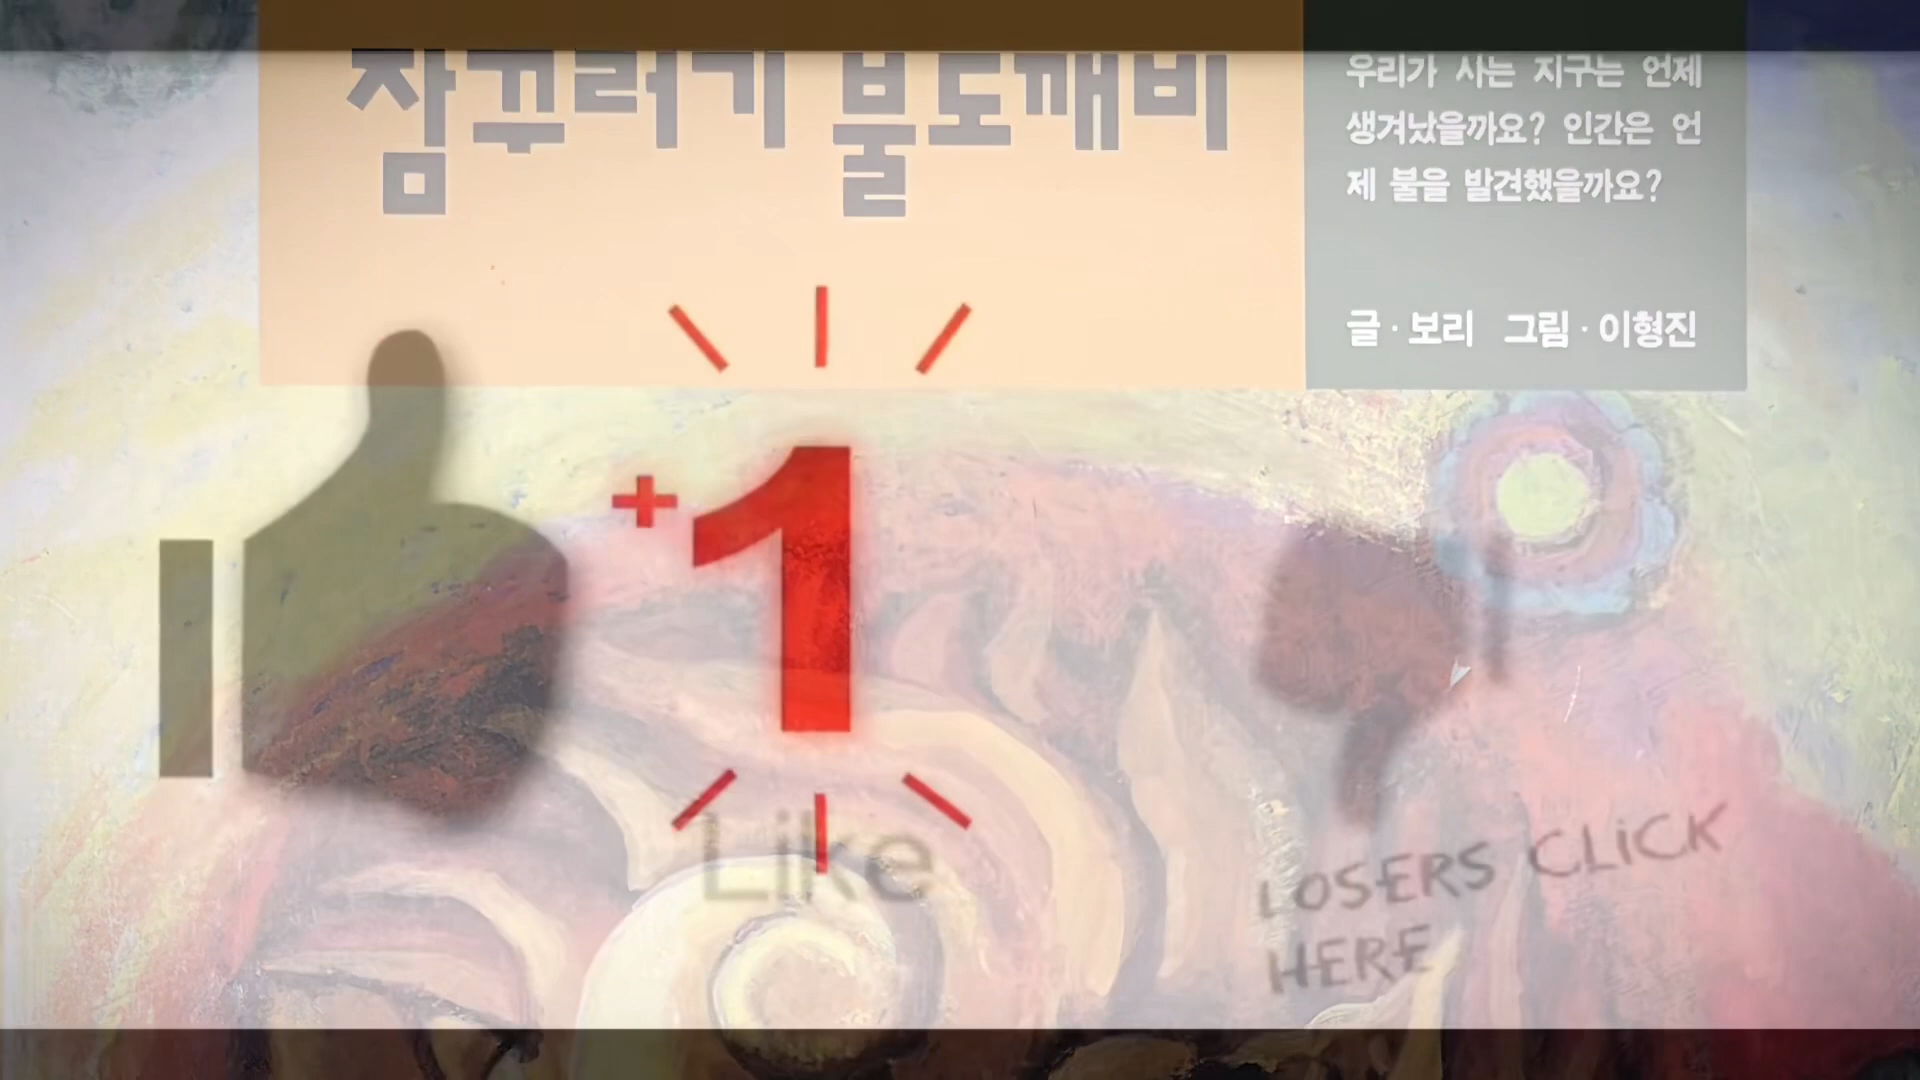 잠꾸러기 불도깨비
우리가 사는 지구는 언제
생겨났을까요? 인간은 언
제 불을 발견했을까요?
글·보리 그림·이형진
+1
Like
LOSERS CLiCK
HERE